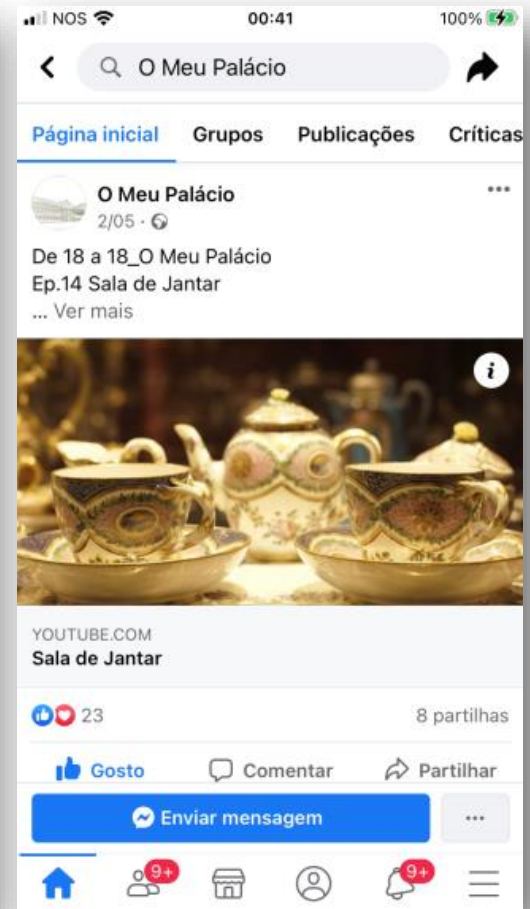 NOS 00:41 100%
O Meu Palácio
Página inicial Grupos Publicações Críticas
O Meu Palácio
2/05 ·
De 18 a 18_O Meu Palácio
Ep.14 Sala de Jantar
... Ver mais
i
YOUTUBE.COM
Sala de Jantar
23 8 partilhas
Gosto Comentar Partilhar
Enviar mensagem ...
9+ 9+